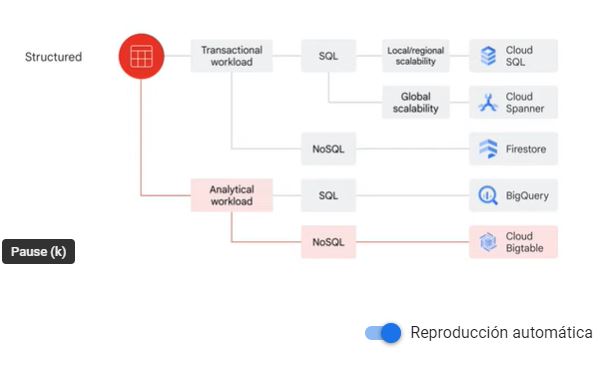 Structured
Transactional
workload
SQL
Local/regional
scalability
Cloud
SQL
Global
scalability
Cloud
Spanner
NoSQL
Firestore
Analytical
workload
SQL
BigQuery
NoSQL
Cloud
Bigtable
Pause (k)
Reproducción automática